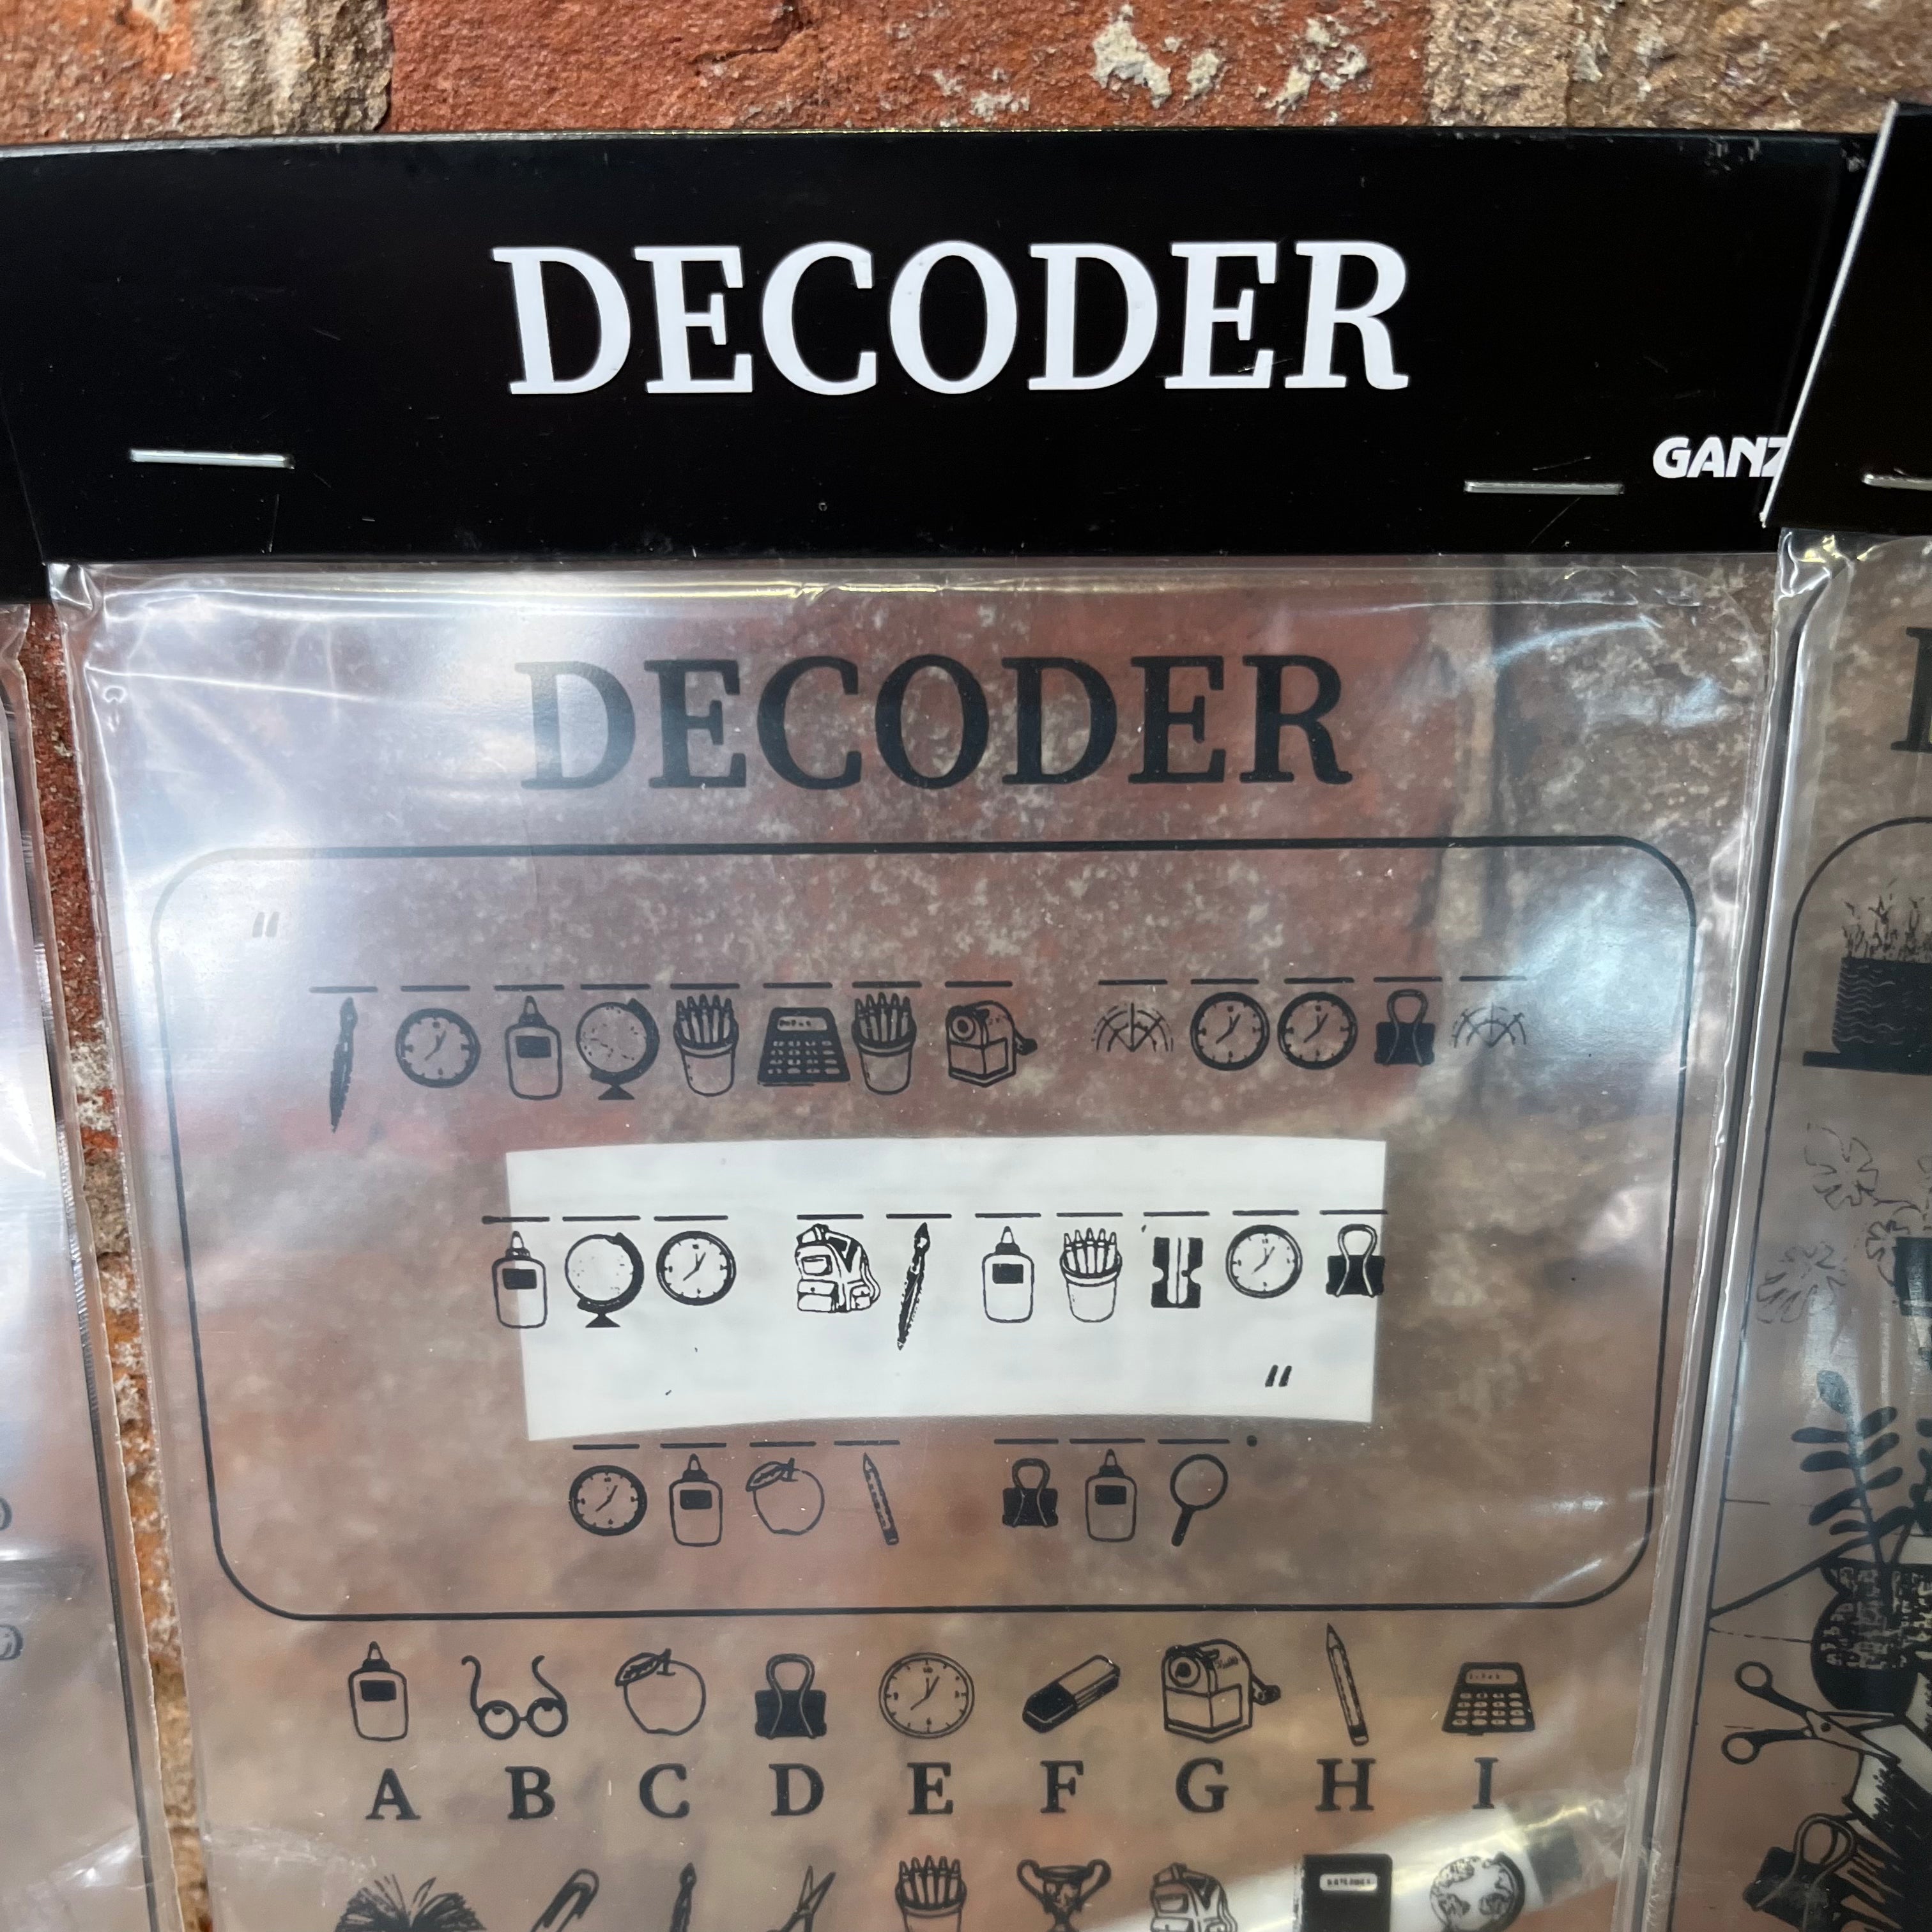 DECODER
GANZ
DECODER
"
"
A B C D E F G H I